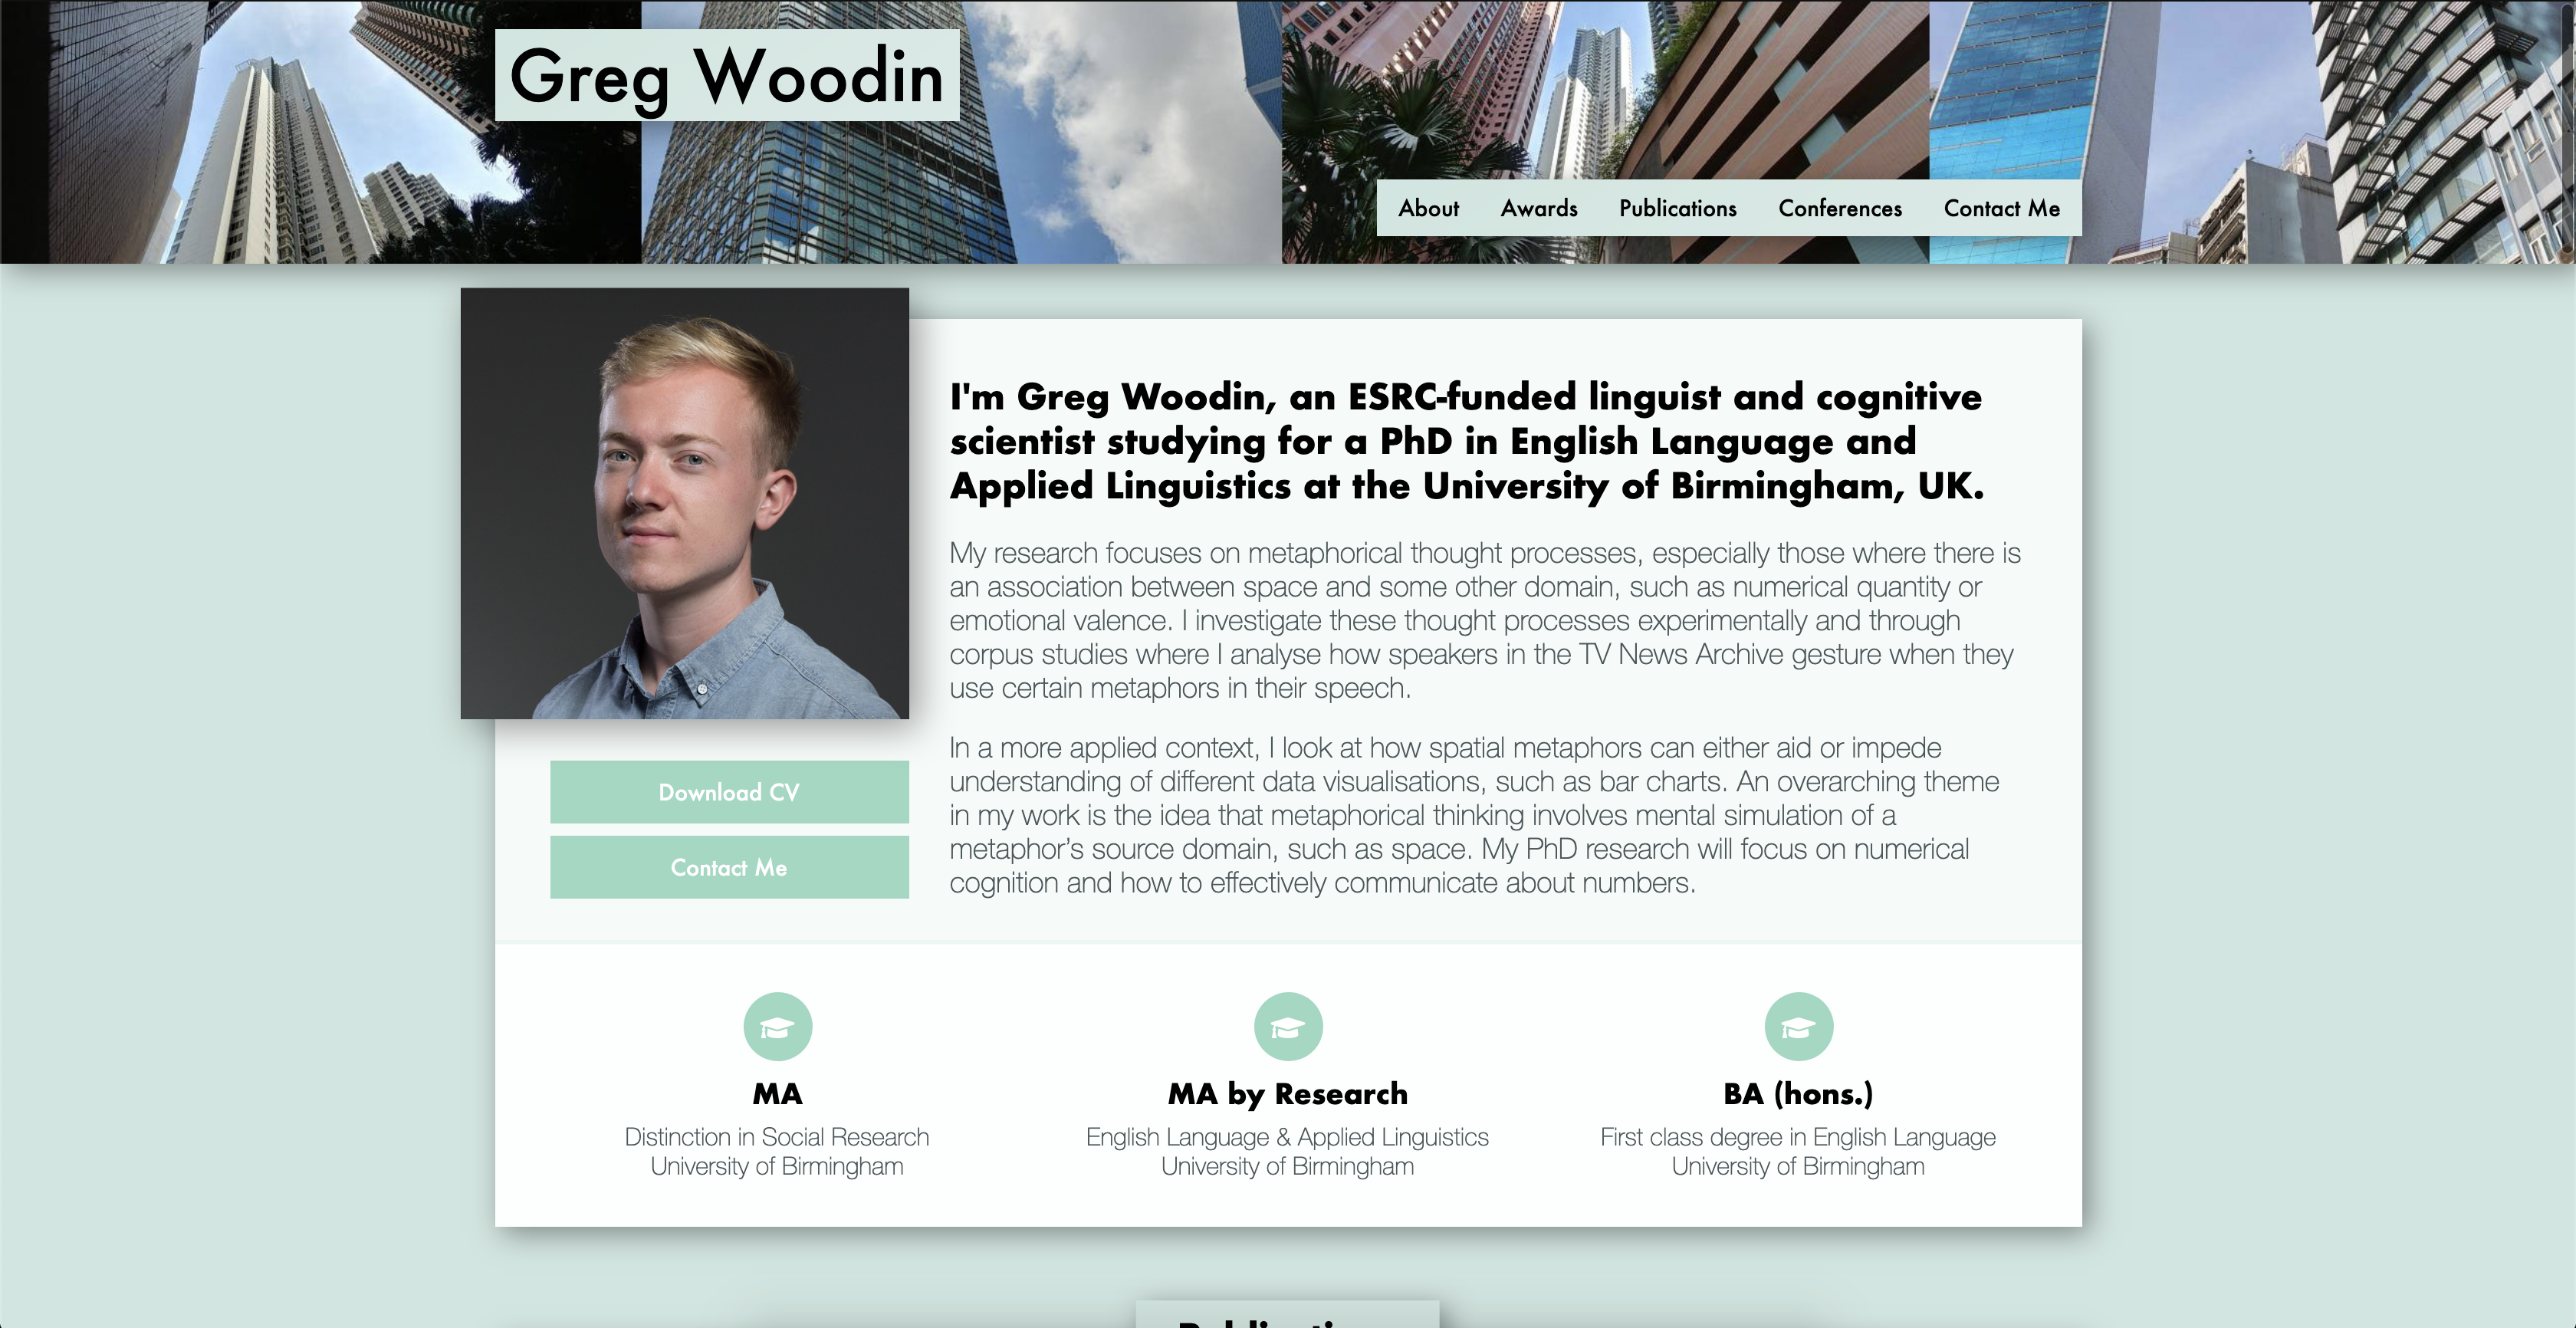 Greg Woodin
About Awards Publications Conferences Contact Me
I'm Greg Woodin, an ESRC-funded linguist and cognitive
scientist studying for a PhD in English Language and
Applied Linguistics at the University of Birmingham, UK.
My research focuses on metaphorical thought processes, especially those where there is
an association between space and some other domain, such as numerical quantity or
emotional valence. I investigate these thought processes experimentally and through
corpus studies where I analyse how speakers in the TV News Archive gesture when they
use certain metaphors in their speech.
In a more applied context, I look at how spatial metaphors can either aid or impede
understanding of different data visualisations, such as bar charts. An overarching theme
in my work is the idea that metaphorical thinking involves mental simulation of a
metaphor’s source domain, such as space. My PhD research will focus on numerical
cognition and how to effectively communicate about numbers.
Download CV
Contact Me
MA
Distinction in Social Research
University of Birmingham
MA by Research
English Language & Applied Linguistics
University of Birmingham
BA (hons.)
First class degree in English Language
University of Birmingham